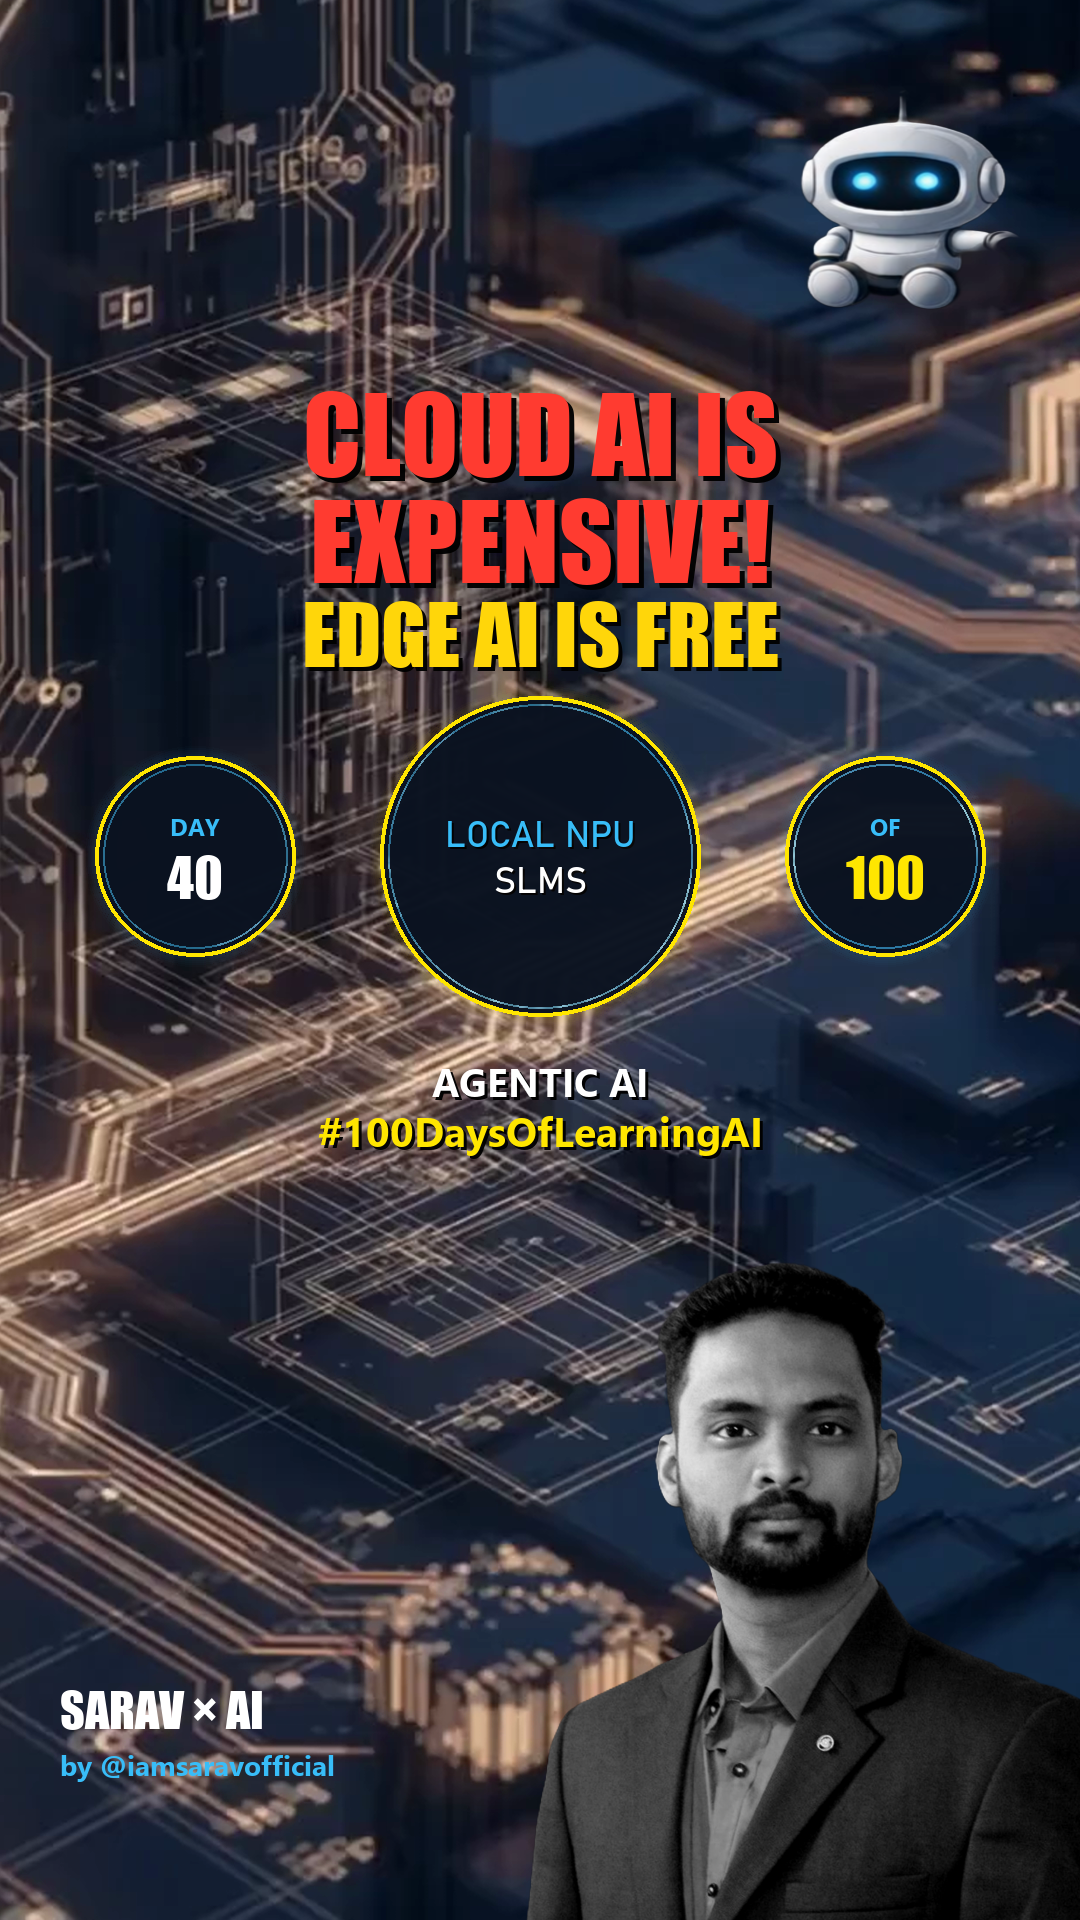 CLOUD AI IS
EXPENSIVE!
EDGE AI IS FREE
DAY
40
LOCAL NPU
SLMS
OF
100
AGENTIC AI
#100DaysOfLearningAI
SARAV × AI
by @iamsaravofficial